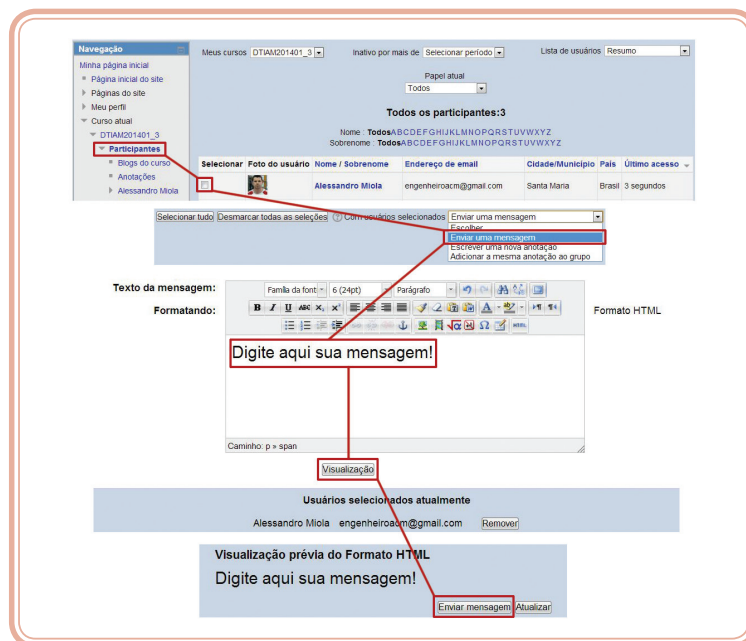 Navegação
Minha página inicial
Página inicial do site
Páginas do site
Meu perfil
Curso atual
DTIAM201401_3
Participantes
Blogs do curso
Anotações
Alessandro Miola
Meus cursos DTIAM201401_3 Inativo por mais de Selecionar período Lista de usuários Resumo
Papel atual
Todos
Todos os participantes:3
Nome : TodosABCDEFGHIJKLMNOPQRSTUVWXYZ
Sobrenome : TodosABCDEFGHIJKLMNOPQRSTUVWXYZ
Selecionar Foto do usuário Nome / Sobrenome Endereço de email Cidade/Município País Último acesso
Alessandro Miola engenheiroacm@gmail.com Santa Maria Brasil 3 segundos
Selecionar tudo Desmarcar todas as seleções Com usuários selecionados Enviar uma mensagem
Escolher
Enviar uma mensagem
Escrever uma nova anotação
Adicionar a mesma anotação ao grupo
Texto da mensagem:
Família da font 6 (24pt) Parágrafo
Formatando:
B I U ABC x₂ x² A
HTML
Formato HTML
Digite aqui sua mensagem!
Caminho: p » span
Visualização
Usuários selecionados atualmente
Alessandro Miola engenheiroacm@gmail.com Remover
Visualização prévia do Formato HTML
Digite aqui sua mensagem!
Enviar mensagem Atualizar